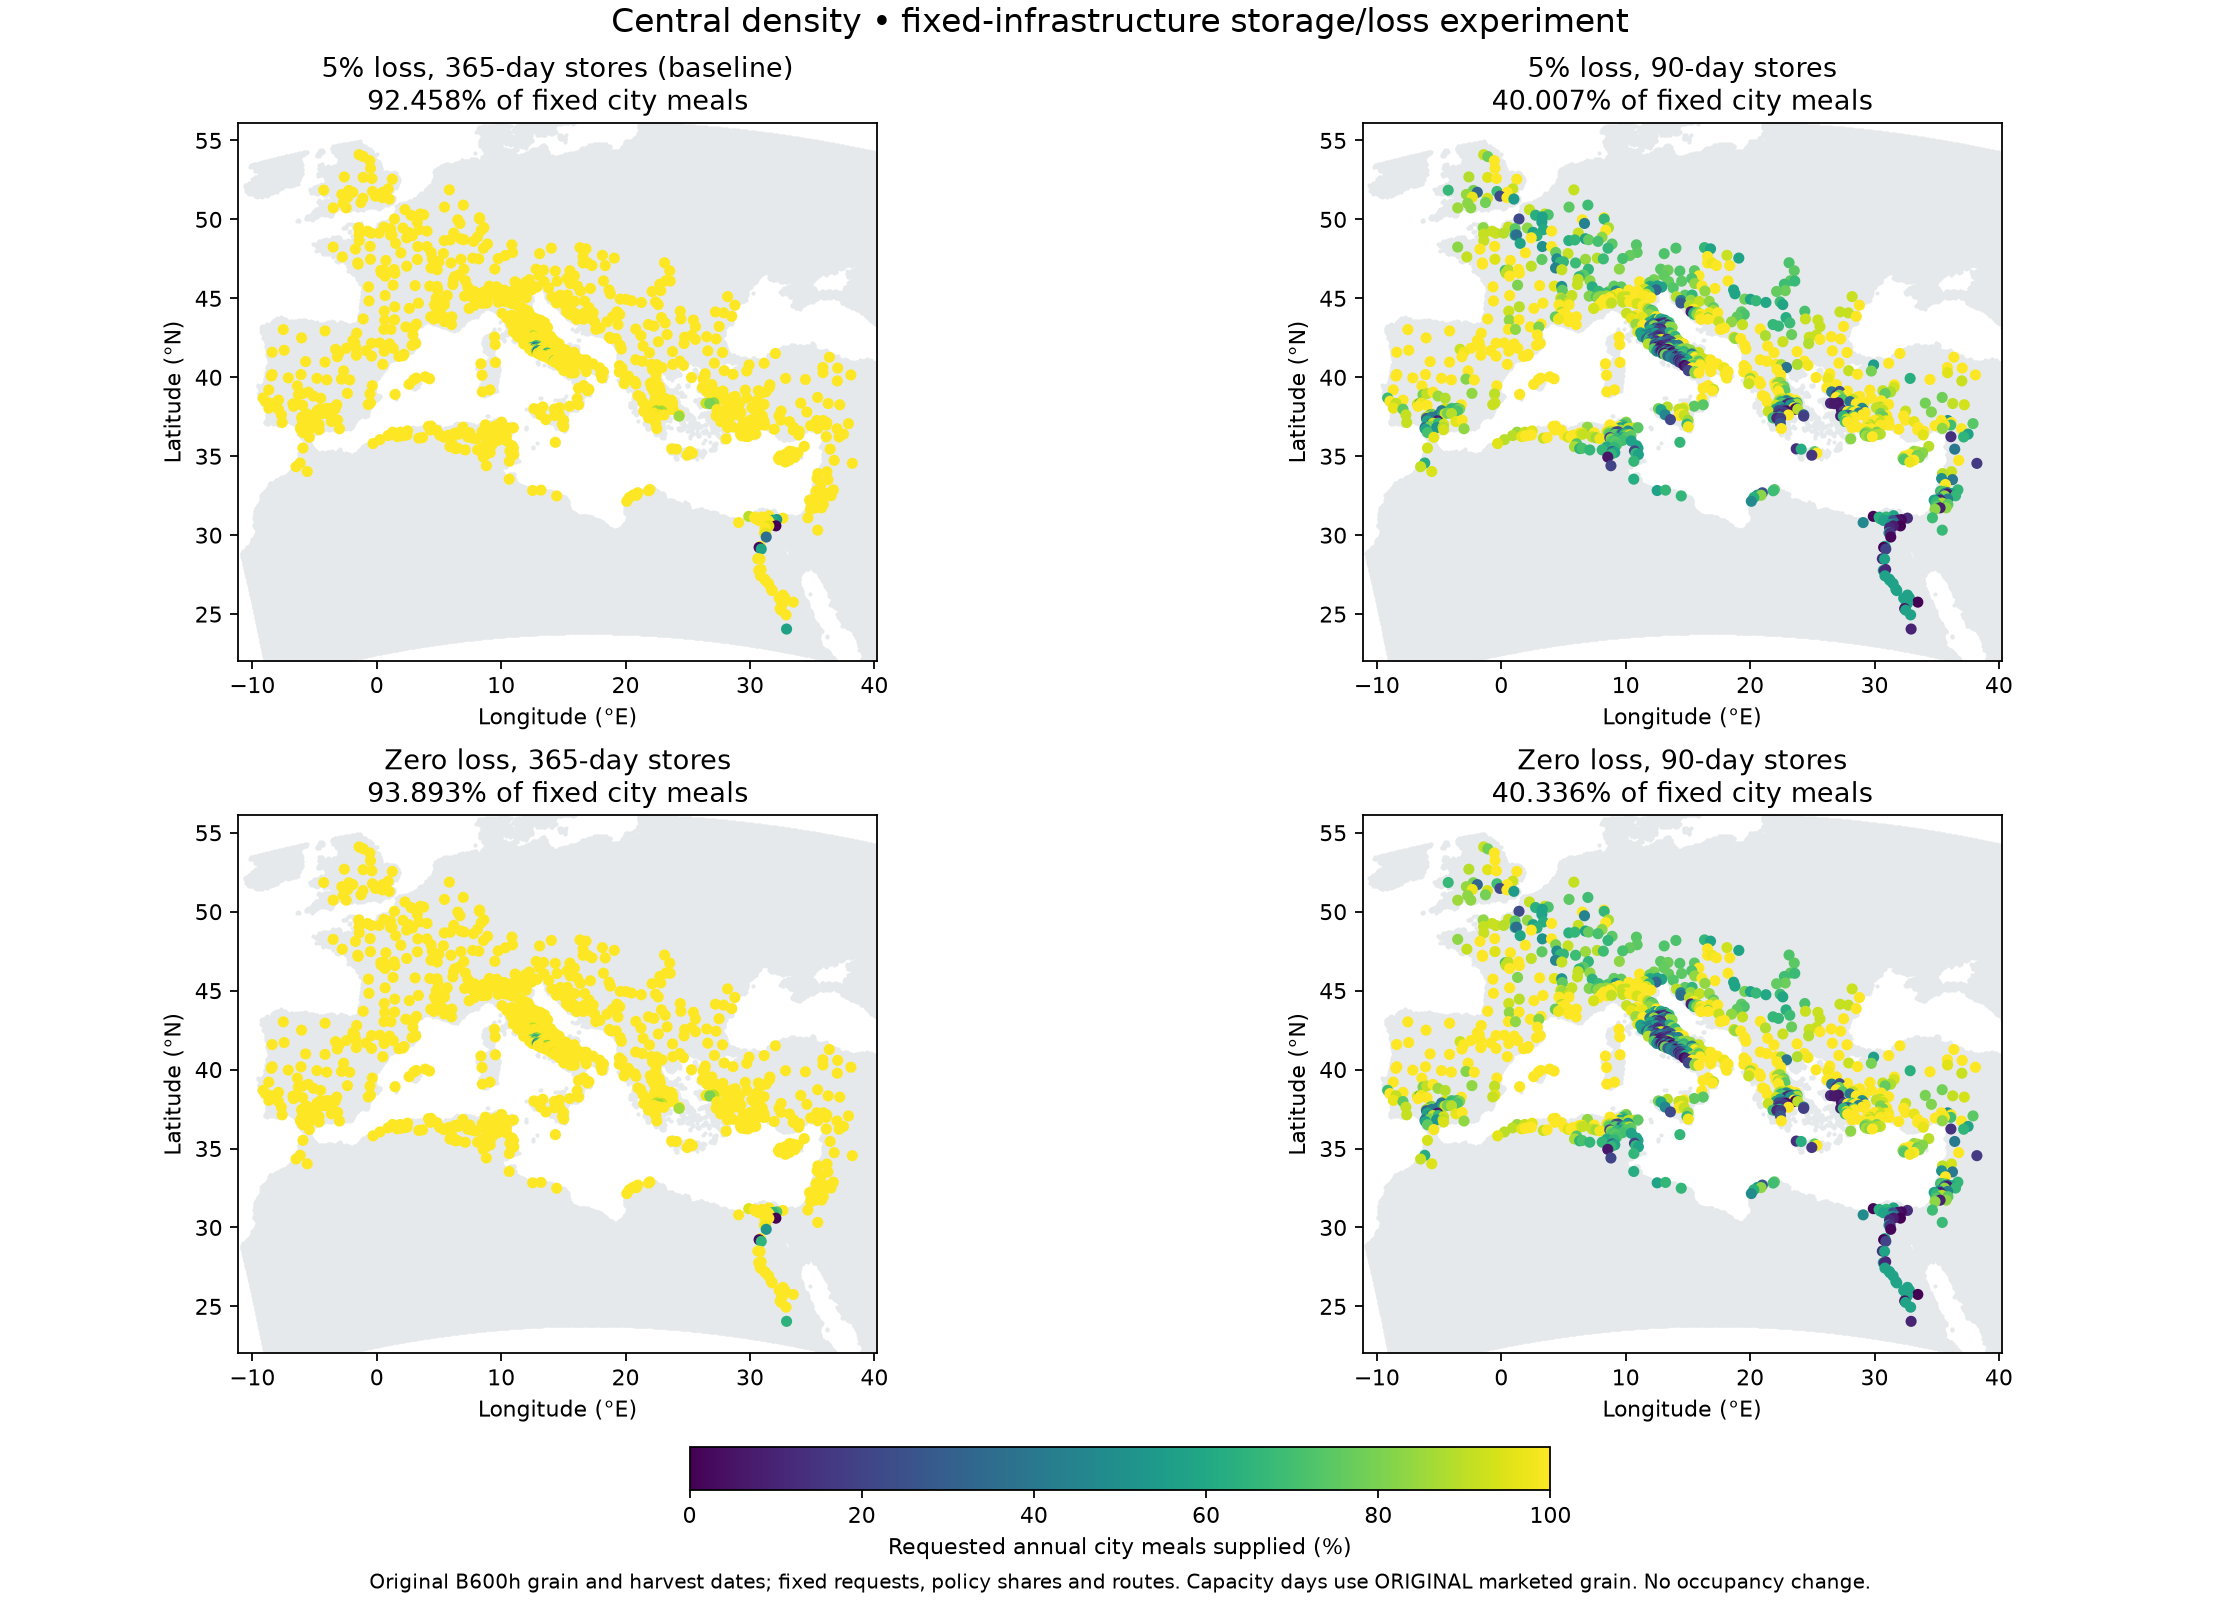 Central density • fixed-infrastructure storage/loss experiment
5% loss, 365-day stores (baseline)
92.458% of fixed city meals
55
50
45
40
35
30
25
Latitude (°N)
−10 0 10 20 30 40
Longitude (°E)
5% loss, 90-day stores
40.007% of fixed city meals
55
50
45
40
35
30
25
Latitude (°N)
−10 0 10 20 30 40
Longitude (°E)
Zero loss, 365-day stores
93.893% of fixed city meals
55
50
45
40
35
30
25
Latitude (°N)
−10 0 10 20 30 40
Longitude (°E)
Zero loss, 90-day stores
40.336% of fixed city meals
55
50
45
40
35
30
25
Latitude (°N)
−10 0 10 20 30 40
Longitude (°E)
0 20 40 60 80 100
Requested annual city meals supplied (%)
Original B600h grain and harvest dates; fixed requests, policy shares and routes. Capacity days use ORIGINAL marketed grain. No occupancy change.